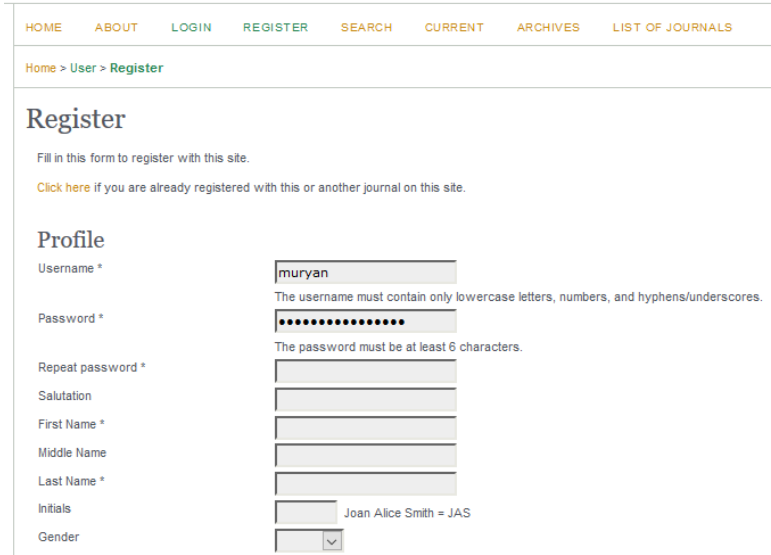 HOME ABOUT LOGIN REGISTER SEARCH CURRENT ARCHIVES LIST OF JOURNALS
Home > User > Register
Register
Fill in this form to register with this site.
Click here if you are already registered with this or another journal on this site.
Profile
Username * muryan
The username must contain only lowercase letters, numbers, and hyphens/underscores.
Password * ••••••••••••••••
The password must be at least 6 characters.
Repeat password *
Salutation
First Name *
Middle Name
Last Name *
Initials Joan Alice Smith = JAS
Gender